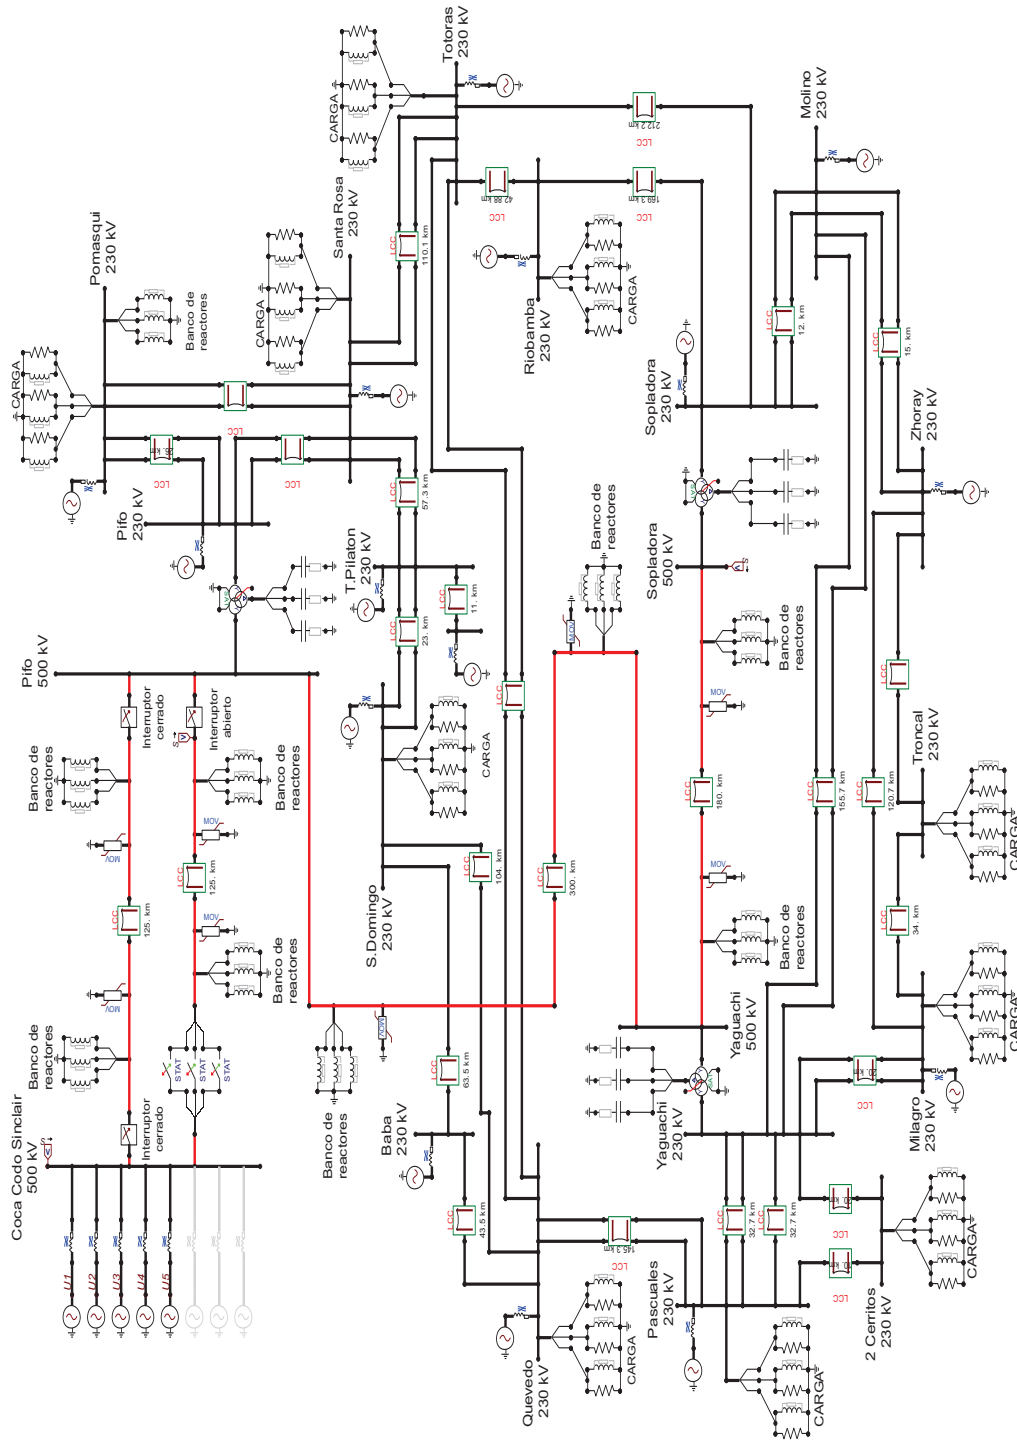 Totoras
230 kV
CARGA
LCC
212.2 km
Molino
230 kV
Pomasqui
230 kV
Banco de
reactores
CARGA
Santa Rosa
230 kV
CARGA
LCC
110.1 km
LCC
42.88 km
LCC
169.3 km
Riobamba
230 kV
CARGA
LCC
12. km
LCC
15. km
Sopladora
230 kV
Zhoray
230 kV
LCC
LCC
LCC
Pifo
230 kV
LCC
57.3 km
T.Pilaton
230 kV
LCC
11. km
LCC
23. km
SAT
Banco de
reactores
MOV
Sopladora
500 kV
SAT
Banco de
reactores
MOV
Pifo
500 kV
Interruptor
cerrado
Interruptor
abierto
Banco de
reactores
Banco de
reactores
MOV
MOV
LCC
125. km
LCC
125. km
MOV
MOV
Banco de
reactores
Banco de
reactores
STAT
STAT
STAT
Interruptor
cerrado
Coca Codo Sinclair
500 kV
U1
U2
U3
U4
U5
S.Domingo
230 kV
CARGA
LCC
LCC
104. km
LCC
300. km
LCC
180. km
LCC
155.7 km
LCC
120.7 km
LCC
Troncal
230 kV
CARGA
LCC
34. km
MOV
Banco de
reactores
MOV
Banco de
reactores
LCC
63.5 km
Baba
230 kV
LCC
43.5 km
Yaguachi
500 kV
SAT
Yaguachi
230 kV
LCC
Milagro
230 kV
CARGA
LCC
32.7 km
LCC
32.7 km
LCC
LCC
2 Cerritos
230 kV
CARGA
LCC
145.3 km
Pascuales
230 kV
CARGA
Quevedo
230 kV
CARGA